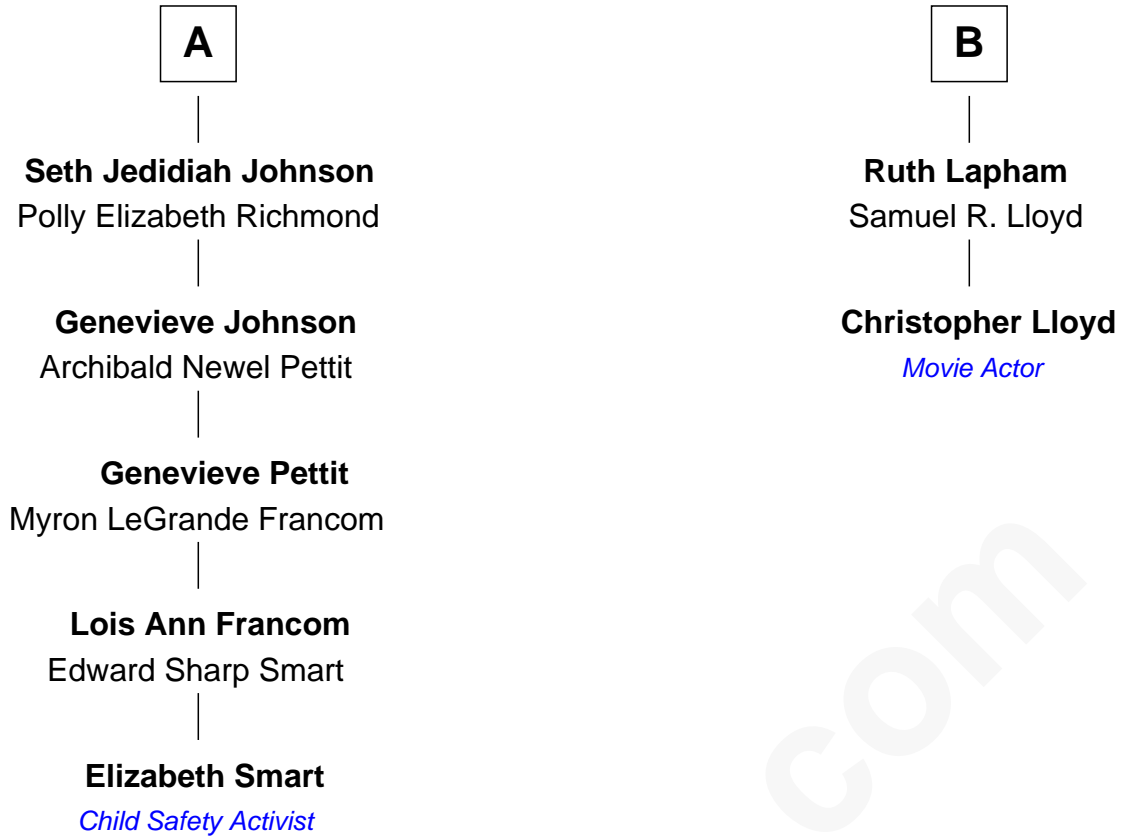 A
Seth Jedidiah Johnson
Polly Elizabeth Richmond
Genevieve Johnson
Archibald Newel Pettit
Genevieve Pettit
Myron LeGrande Francom
Lois Ann Francom
Edward Sharp Smart
Elizabeth Smart
Child Safety Activist
B
Ruth Lapham
Samuel R. Lloyd
Christopher Lloyd
Movie Actor
com